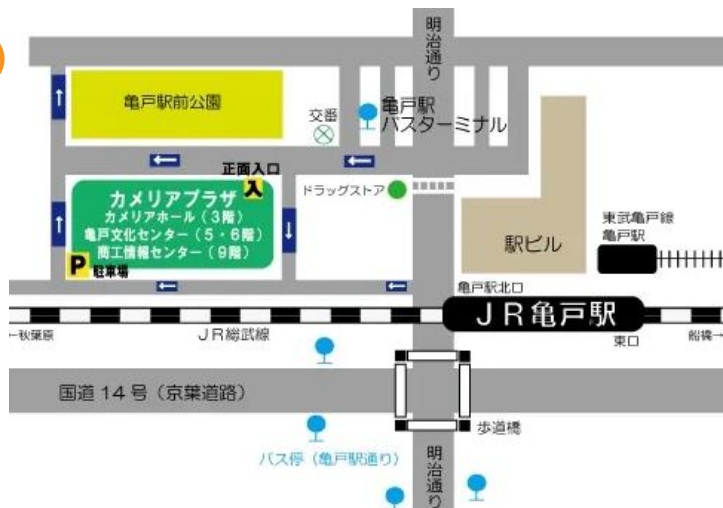 明治通り
亀戸駅前公園
交番
亀戸駅
バスターミナル
正面入口
入
カメリアプラザ
カメリアホール(3階)
亀戸文化センター(5・6階)
商工情報センター(9階)
P 駐車場
ドラッグストア
駅ビル
東武亀戸線
亀戸駅
亀戸駅北口
JR亀戸駅
←秋葉原
JR総武線
東口
船橋→
国道14号(京葉道路)
歩道橋
バス停(亀戸駅通り)
明治通り